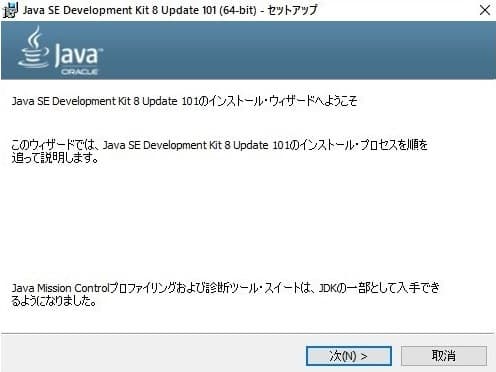 Java SE Development Kit 8 Update 101 (64-bit) - セットアップ
Java
ORACLE
Java SE Development Kit 8 Update 101のインストール・ウィザードへようこそ
このウィザードでは、Java SE Development Kit 8 Update 101のインストール・プロセスを順を
追って説明します。
Java Mission Controlプロファイリングおよび診断ツール・スイートは、JDKの一部として入手でき
るようになりました。
次(N) >
取消